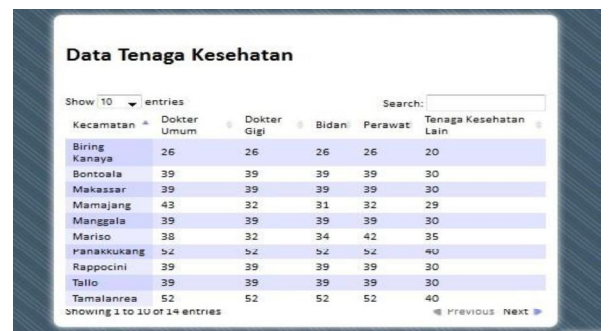 Data Tenaga Kesehatan
Show 10 entries Search:
Kecamatan Dokter Umum Dokter Gigi Bidan Perawat Tenaga Kesehatan Lain
Biring Kanaya 26 26 26 26 20
Bontoala 39 39 39 39 30
Makassar 39 39 39 39 30
Mamajang 43 32 31 32 29
Manggala 39 39 39 39 30
Mariso 38 32 34 42 35
Panakkukang 52 52 52 52 40
Rappocini 39 39 39 39 30
Tallo 39 39 39 39 30
Tamalanrea 52 52 52 52 40
Showing 1 to 10 of 14 entries Previous Next